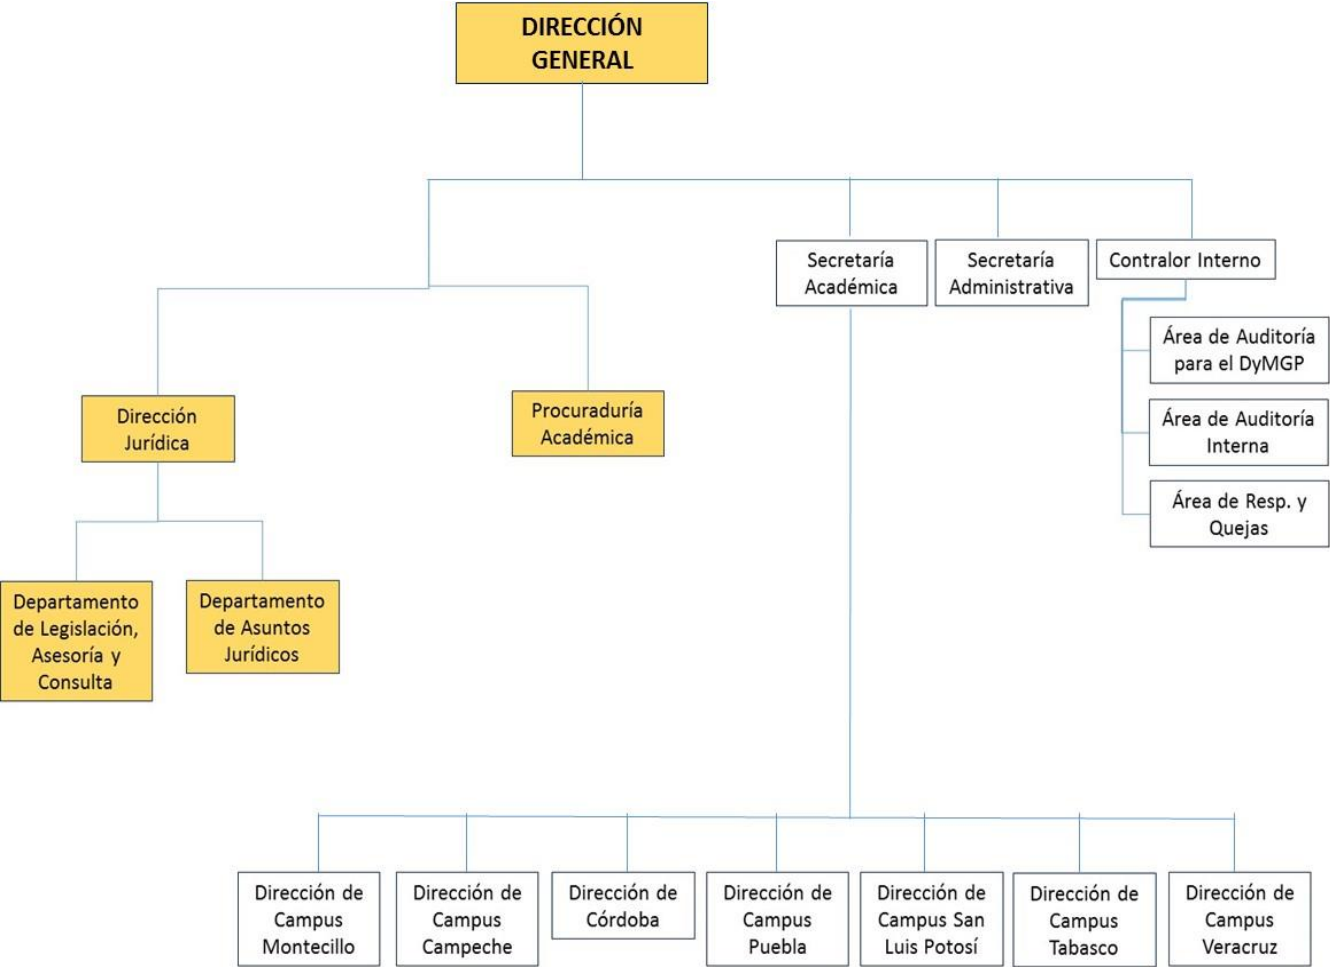 DIRECCIÓN
GENERAL
Secretaría
Académica
Secretaría
Administrativa
Contralor Interno
Área de Auditoría
para el DyMGP
Área de Auditoría
Interna
Área de Resp. y
Quejas
Dirección
Jurídica
Procuraduría
Académica
Departamento
de Legislación,
Asesoría y
Consulta
Departamento
de Asuntos
Jurídicos
Dirección de
Campus
Montecillo
Dirección de
Campus
Campeche
Dirección de
Córdoba
Dirección de
Campus
Puebla
Dirección de
Campus San
Luis Potosí
Dirección de
Campus
Tabasco
Dirección de
Campus
Veracruz